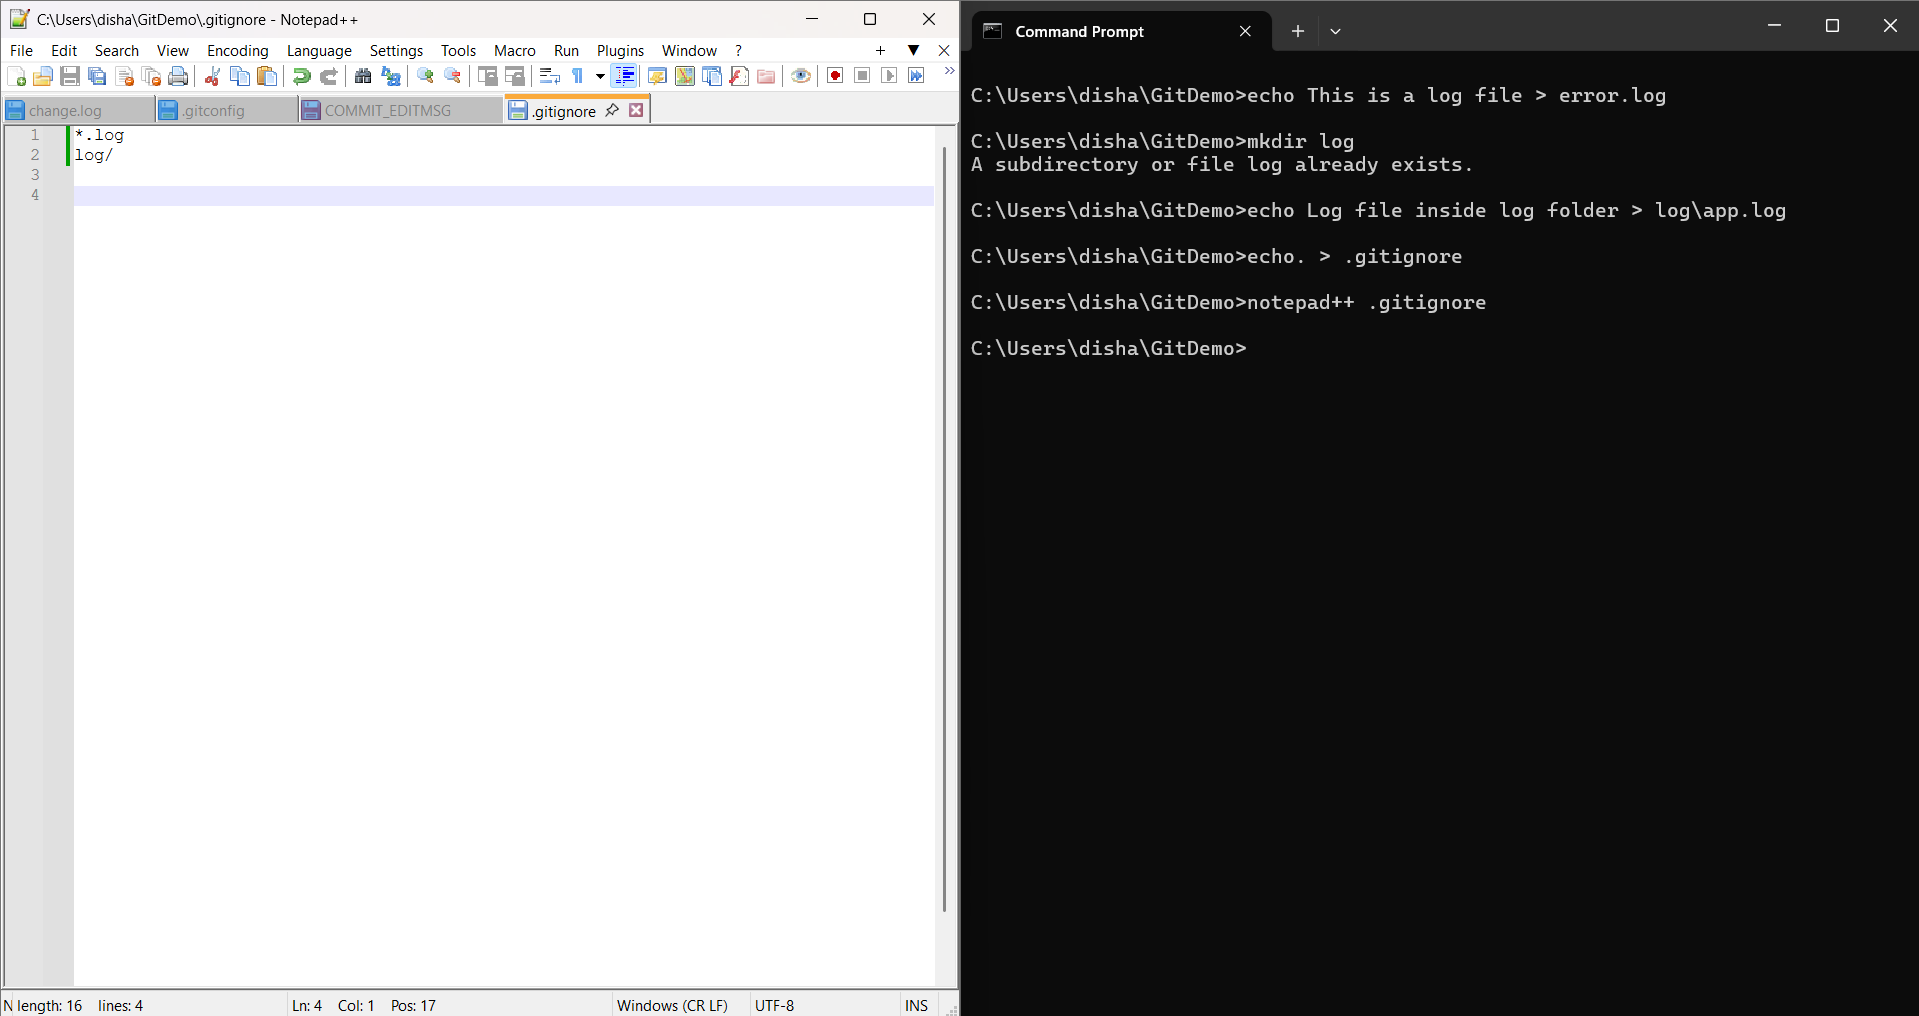 C:\Users\disha\GitDemo\.gitignore - Notepad++
File Edit Search View Encoding Language Settings Tools Macro Run Plugins Window ?
change.log .gitconfig COMMIT_EDITMSG .gitignore
1 *.log
2 log/
3
4
N length: 16 lines: 4 Ln: 4 Col: 1 Pos: 17 Windows (CR LF) UTF-8 INS
Command Prompt
C:\Users\disha\GitDemo>echo This is a log file > error.log
C:\Users\disha\GitDemo>mkdir log
A subdirectory or file log already exists.
C:\Users\disha\GitDemo>echo Log file inside log folder > log\app.log
C:\Users\disha\GitDemo>echo. > .gitignore
C:\Users\disha\GitDemo>notepad++ .gitignore
C:\Users\disha\GitDemo>